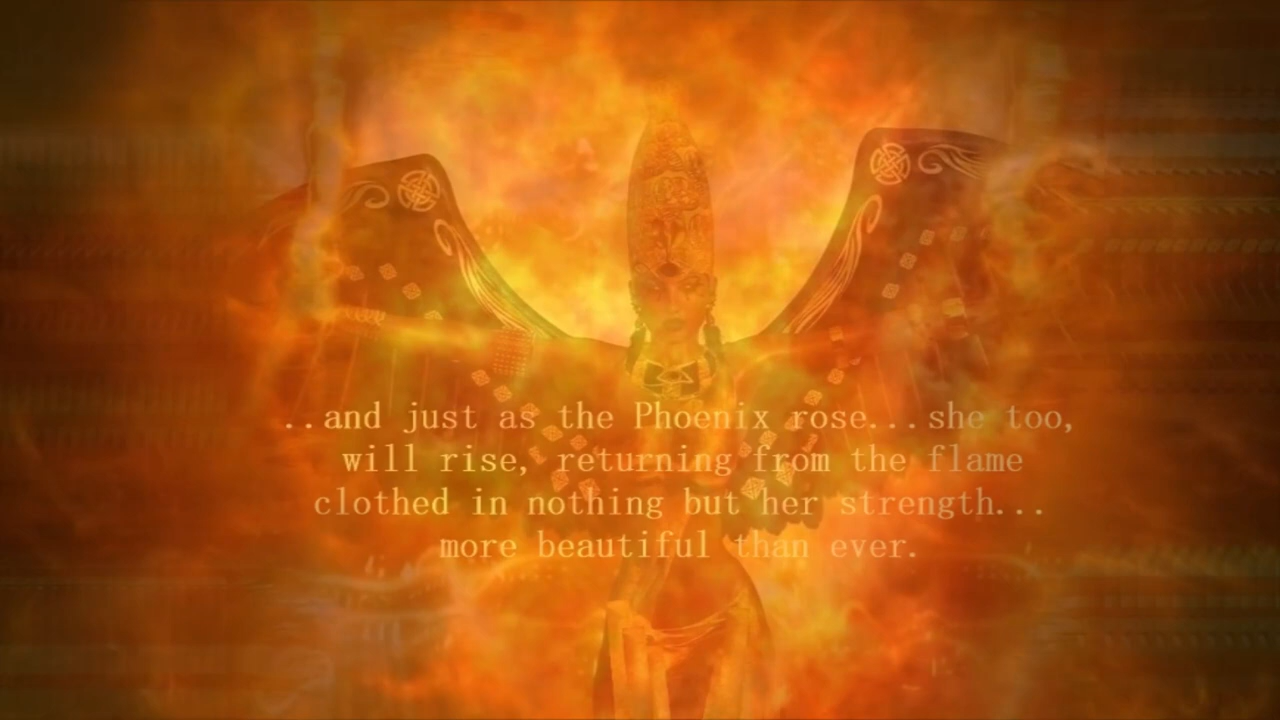 ..and just as the Phoenix rose...she too,
will rise, returning from the flame
clothed in nothing but her strength...
more beautiful than ever.